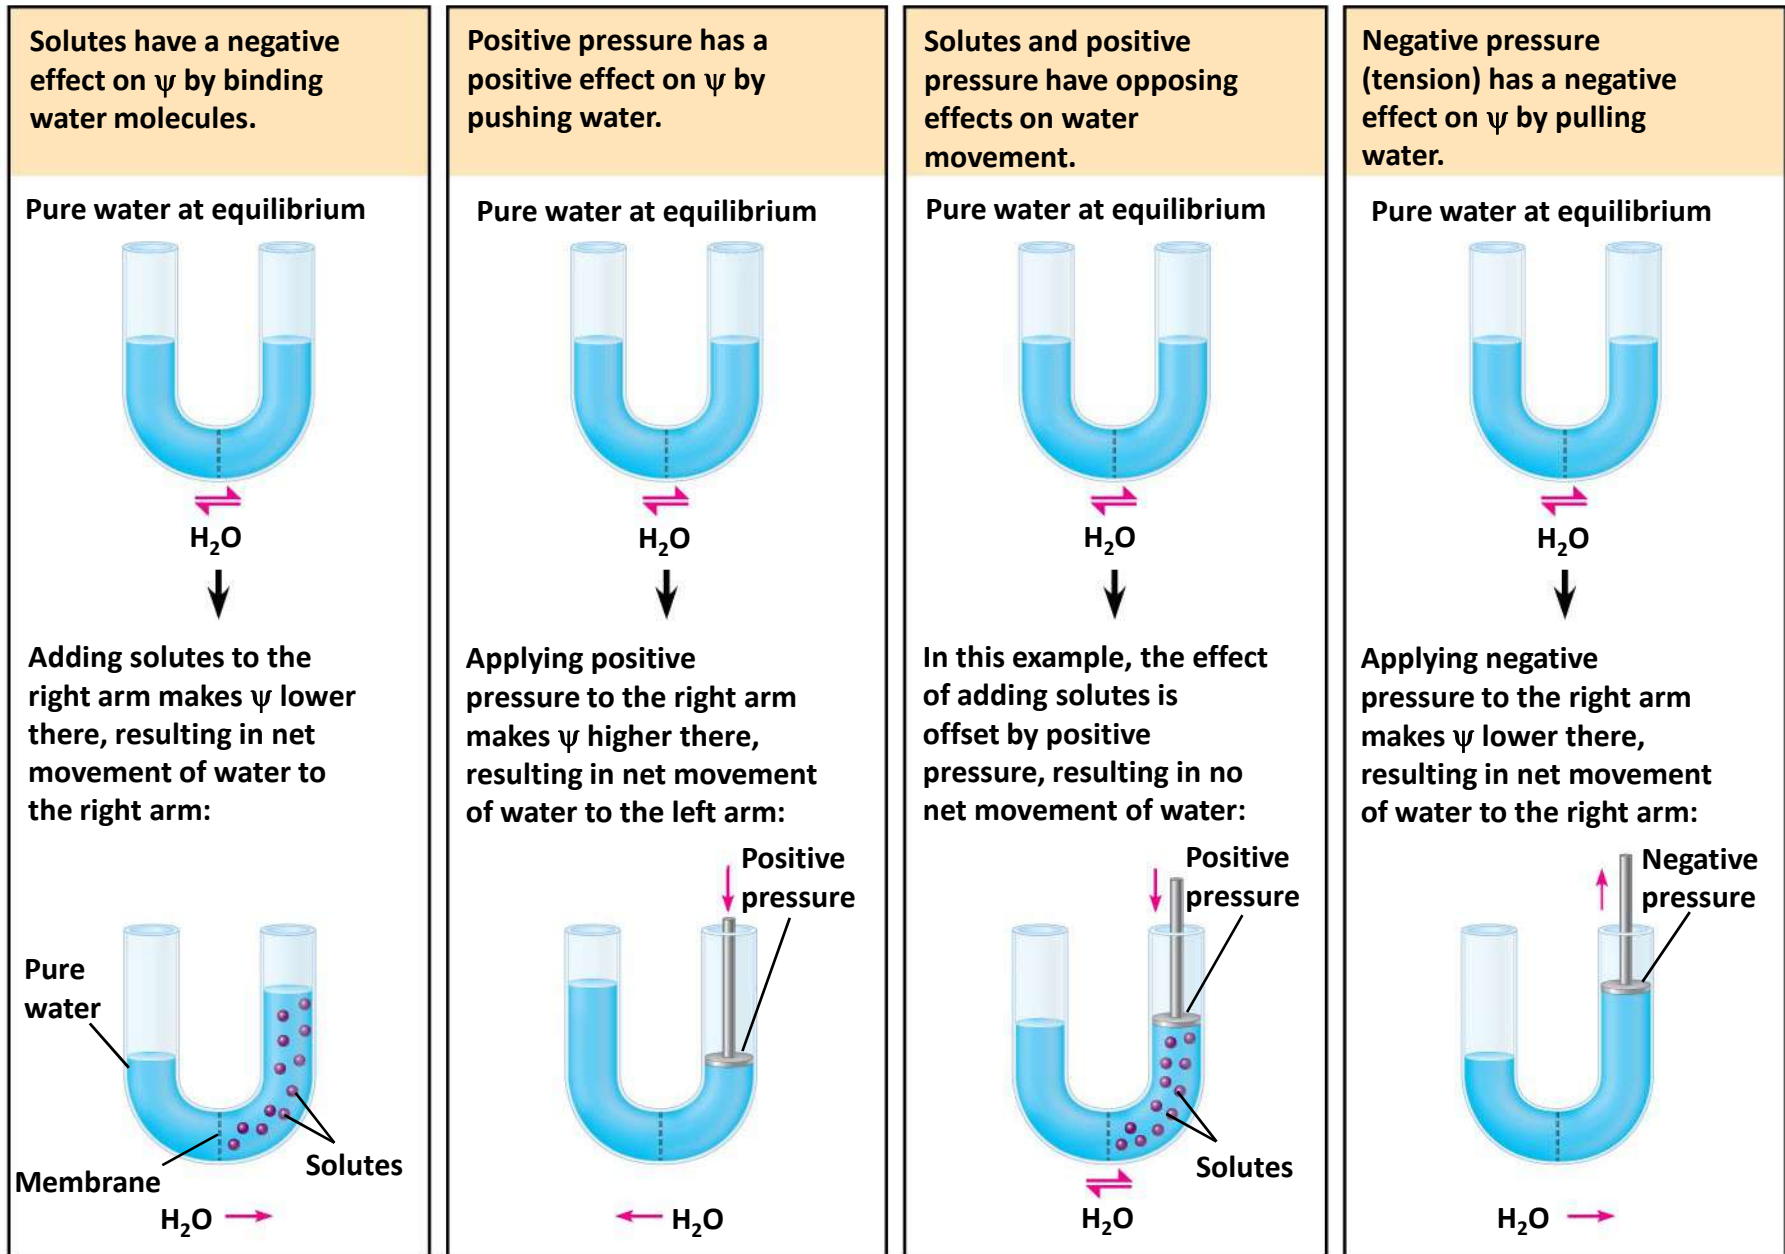 Solutes have a negative
effect on ψ by binding
water molecules.
Pure water at equilibrium
H₂O
Adding solutes to the
right arm makes ψ lower
there, resulting in net
movement of water to
the right arm:
Pure
water
Membrane
Solutes
H₂O
Positive pressure has a
positive effect on ψ by
pushing water.
Pure water at equilibrium
H₂O
Applying positive
pressure to the right arm
makes ψ higher there,
resulting in net movement
of water to the left arm:
Positive
pressure
H₂O
Solutes and positive
pressure have opposing
effects on water
movement.
Pure water at equilibrium
H₂O
In this example, the effect
of adding solutes is
offset by positive
pressure, resulting in no
net movement of water:
Positive
pressure
Solutes
H₂O
Negative pressure
(tension) has a negative
effect on ψ by pulling
water.
Pure water at equilibrium
H₂O
Applying negative
pressure to the right arm
makes ψ lower there,
resulting in net movement
of water to the right arm:
Negative
pressure
H₂O